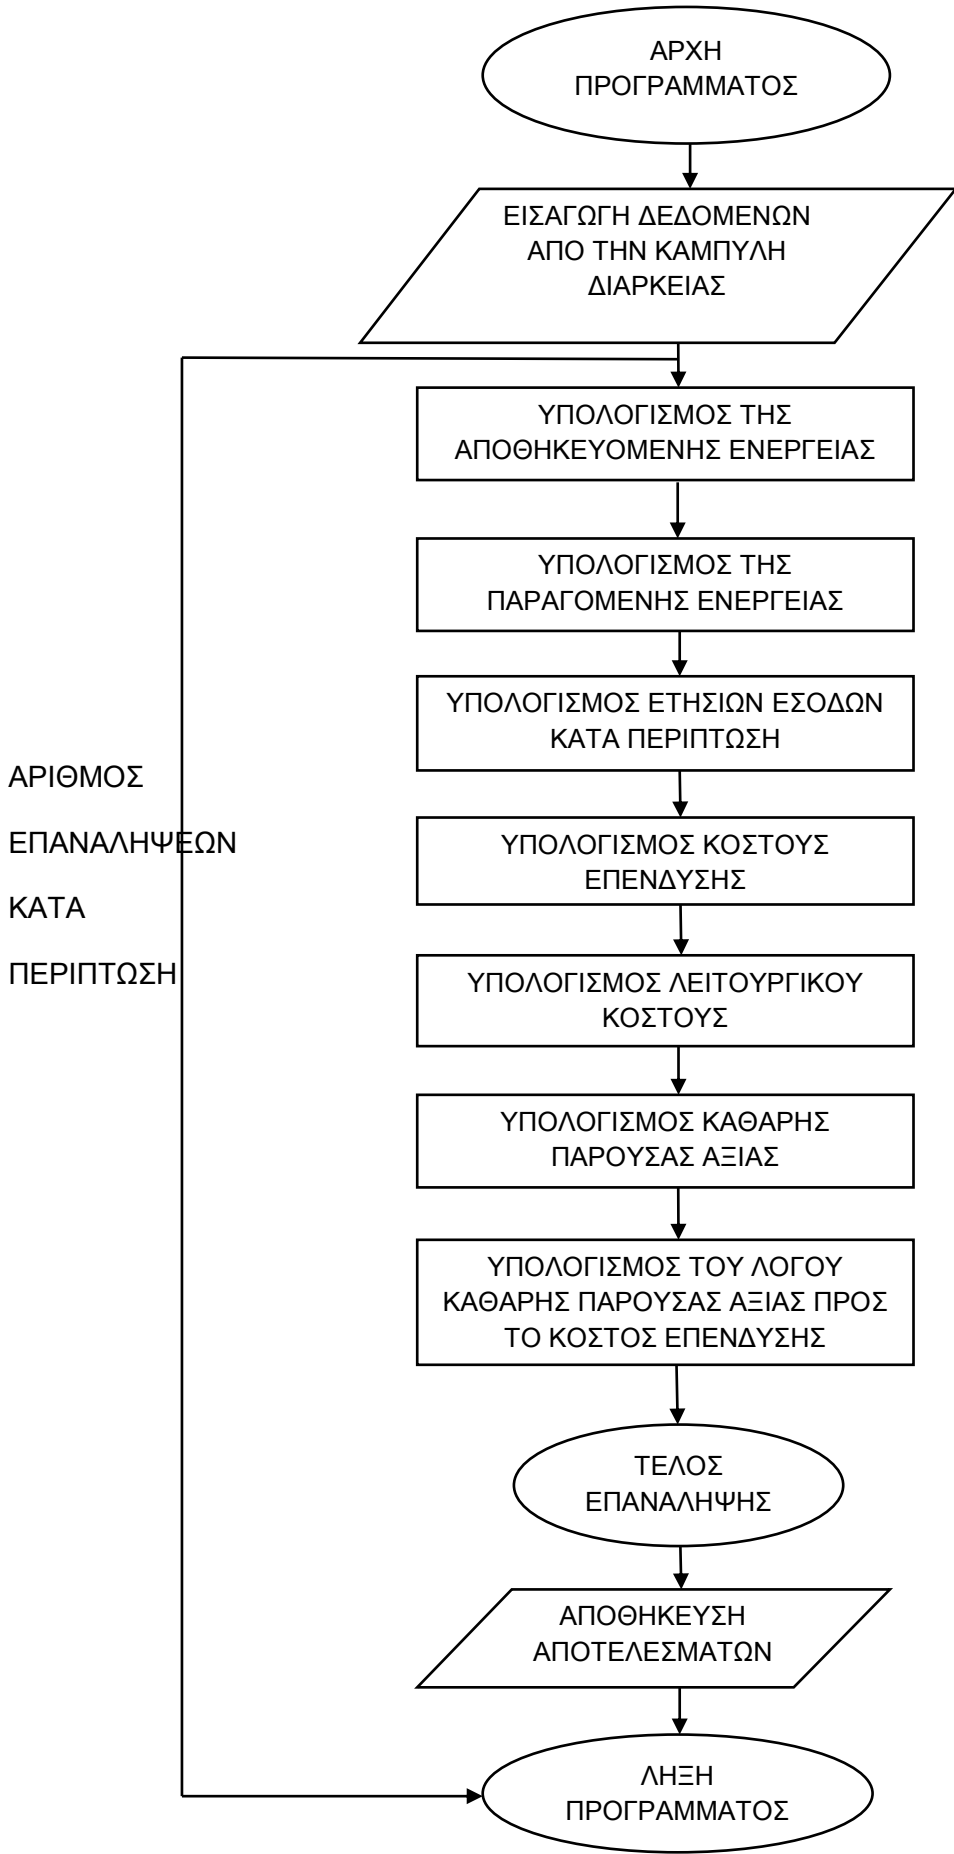 ΑΡΧΗ
ΠΡΟΓΡΑΜΜΑΤΟΣ
ΕΙΣΑΓΩΓΗ ΔΕΔΟΜΕΝΩΝ
ΑΠΟ ΤΗΝ ΚΑΜΠΥΛΗ
ΔΙΑΡΚΕΙΑΣ
ΥΠΟΛΟΓΙΣΜΟΣ ΤΗΣ
ΑΠΟΘΗΚΕΥΟΜΕΝΗΣ ΕΝΕΡΓΕΙΑΣ
ΥΠΟΛΟΓΙΣΜΟΣ ΤΗΣ
ΠΑΡΑΓΟΜΕΝΗΣ ΕΝΕΡΓΕΙΑΣ
ΥΠΟΛΟΓΙΣΜΟΣ ΕΤΗΣΙΩΝ ΕΣΟΔΩΝ
ΚΑΤΑ ΠΕΡΙΠΤΩΣΗ
ΑΡΙΘΜΟΣ
ΕΠΑΝΑΛΗΨΕΩΝ
ΚΑΤΑ
ΠΕΡΙΠΤΩΣΗ
ΥΠΟΛΟΓΙΣΜΟΣ ΚΟΣΤΟΥΣ
ΕΠΕΝΔΥΣΗΣ
ΥΠΟΛΟΓΙΣΜΟΣ ΛΕΙΤΟΥΡΓΙΚΟΥ
ΚΟΣΤΟΥΣ
ΥΠΟΛΟΓΙΣΜΟΣ ΚΑΘΑΡΗΣ
ΠΑΡΟΥΣΑΣ ΑΞΙΑΣ
ΥΠΟΛΟΓΙΣΜΟΣ ΤΟΥ ΛΟΓΟΥ
ΚΑΘΑΡΗΣ ΠΑΡΟΥΣΑΣ ΑΞΙΑΣ ΠΡΟΣ
ΤΟ ΚΟΣΤΟΣ ΕΠΕΝΔΥΣΗΣ
ΤΕΛΟΣ
ΕΠΑΝΑΛΗΨΗΣ
ΑΠΟΘΗΚΕΥΣΗ
ΑΠΟΤΕΛΕΣΜΑΤΩΝ
ΛΗΞΗ
ΠΡΟΓΡΑΜΜΑΤΟΣ